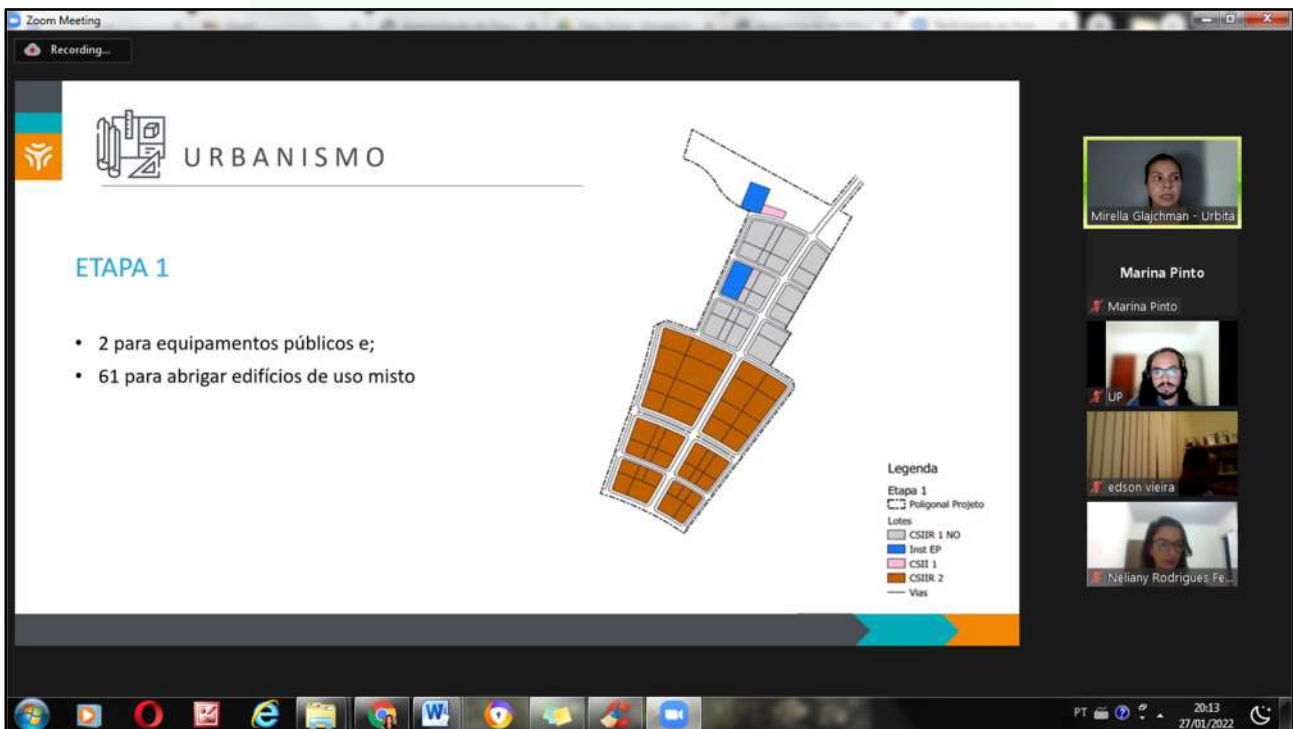 Zoom Meeting
Recording...
URBANISMO
ETAPA 1
• 2 para equipamentos públicos e;
• 61 para abrigar edifícios de uso misto
Legenda
Etapa 1
Poligonal Projeto
Lotes
CSIIR 1 NO
Inst EP
CSII 1
CSIIR 2
Vias
Mirella Glajchman - Urbita
Marina Pinto
Marina Pinto
UP
edson vieira
Neliany Rodrigues Fe...
PT
20:13
27/01/2022